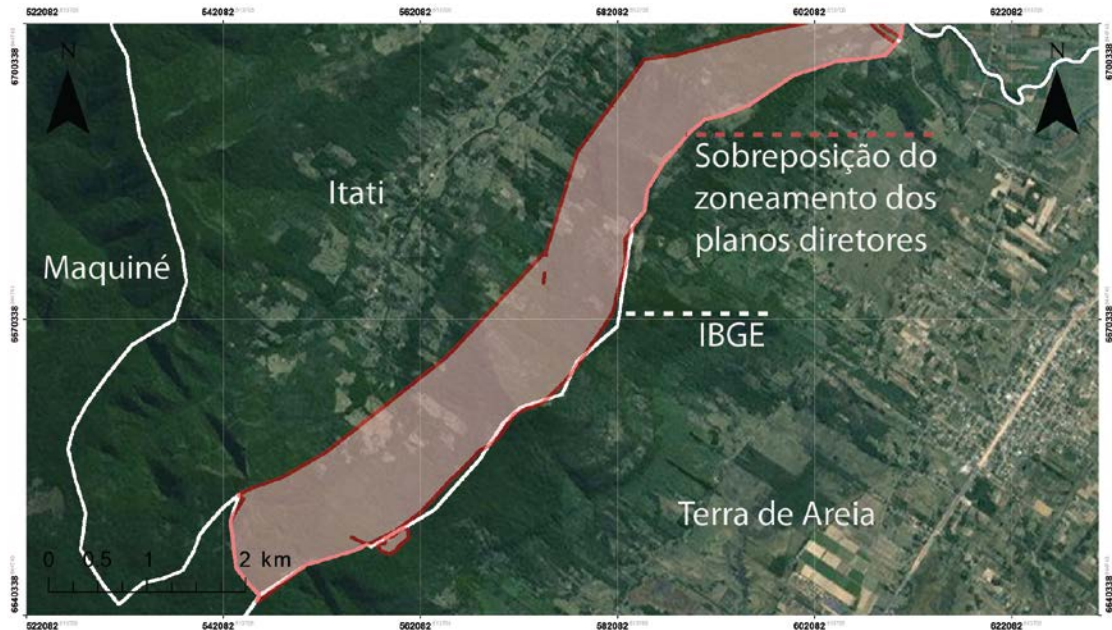 522082 542082 562082 582082 602082 622082
N
N
6700338
6700338
Sobreposição do
zoneamento dos
planos diretores
Itati
Maquiné
6670338
6670338
IBGE
Terra de Areia
0 0.5 1 2 km
6640338
6640338
522082 542082 562082 582082 602082 622082